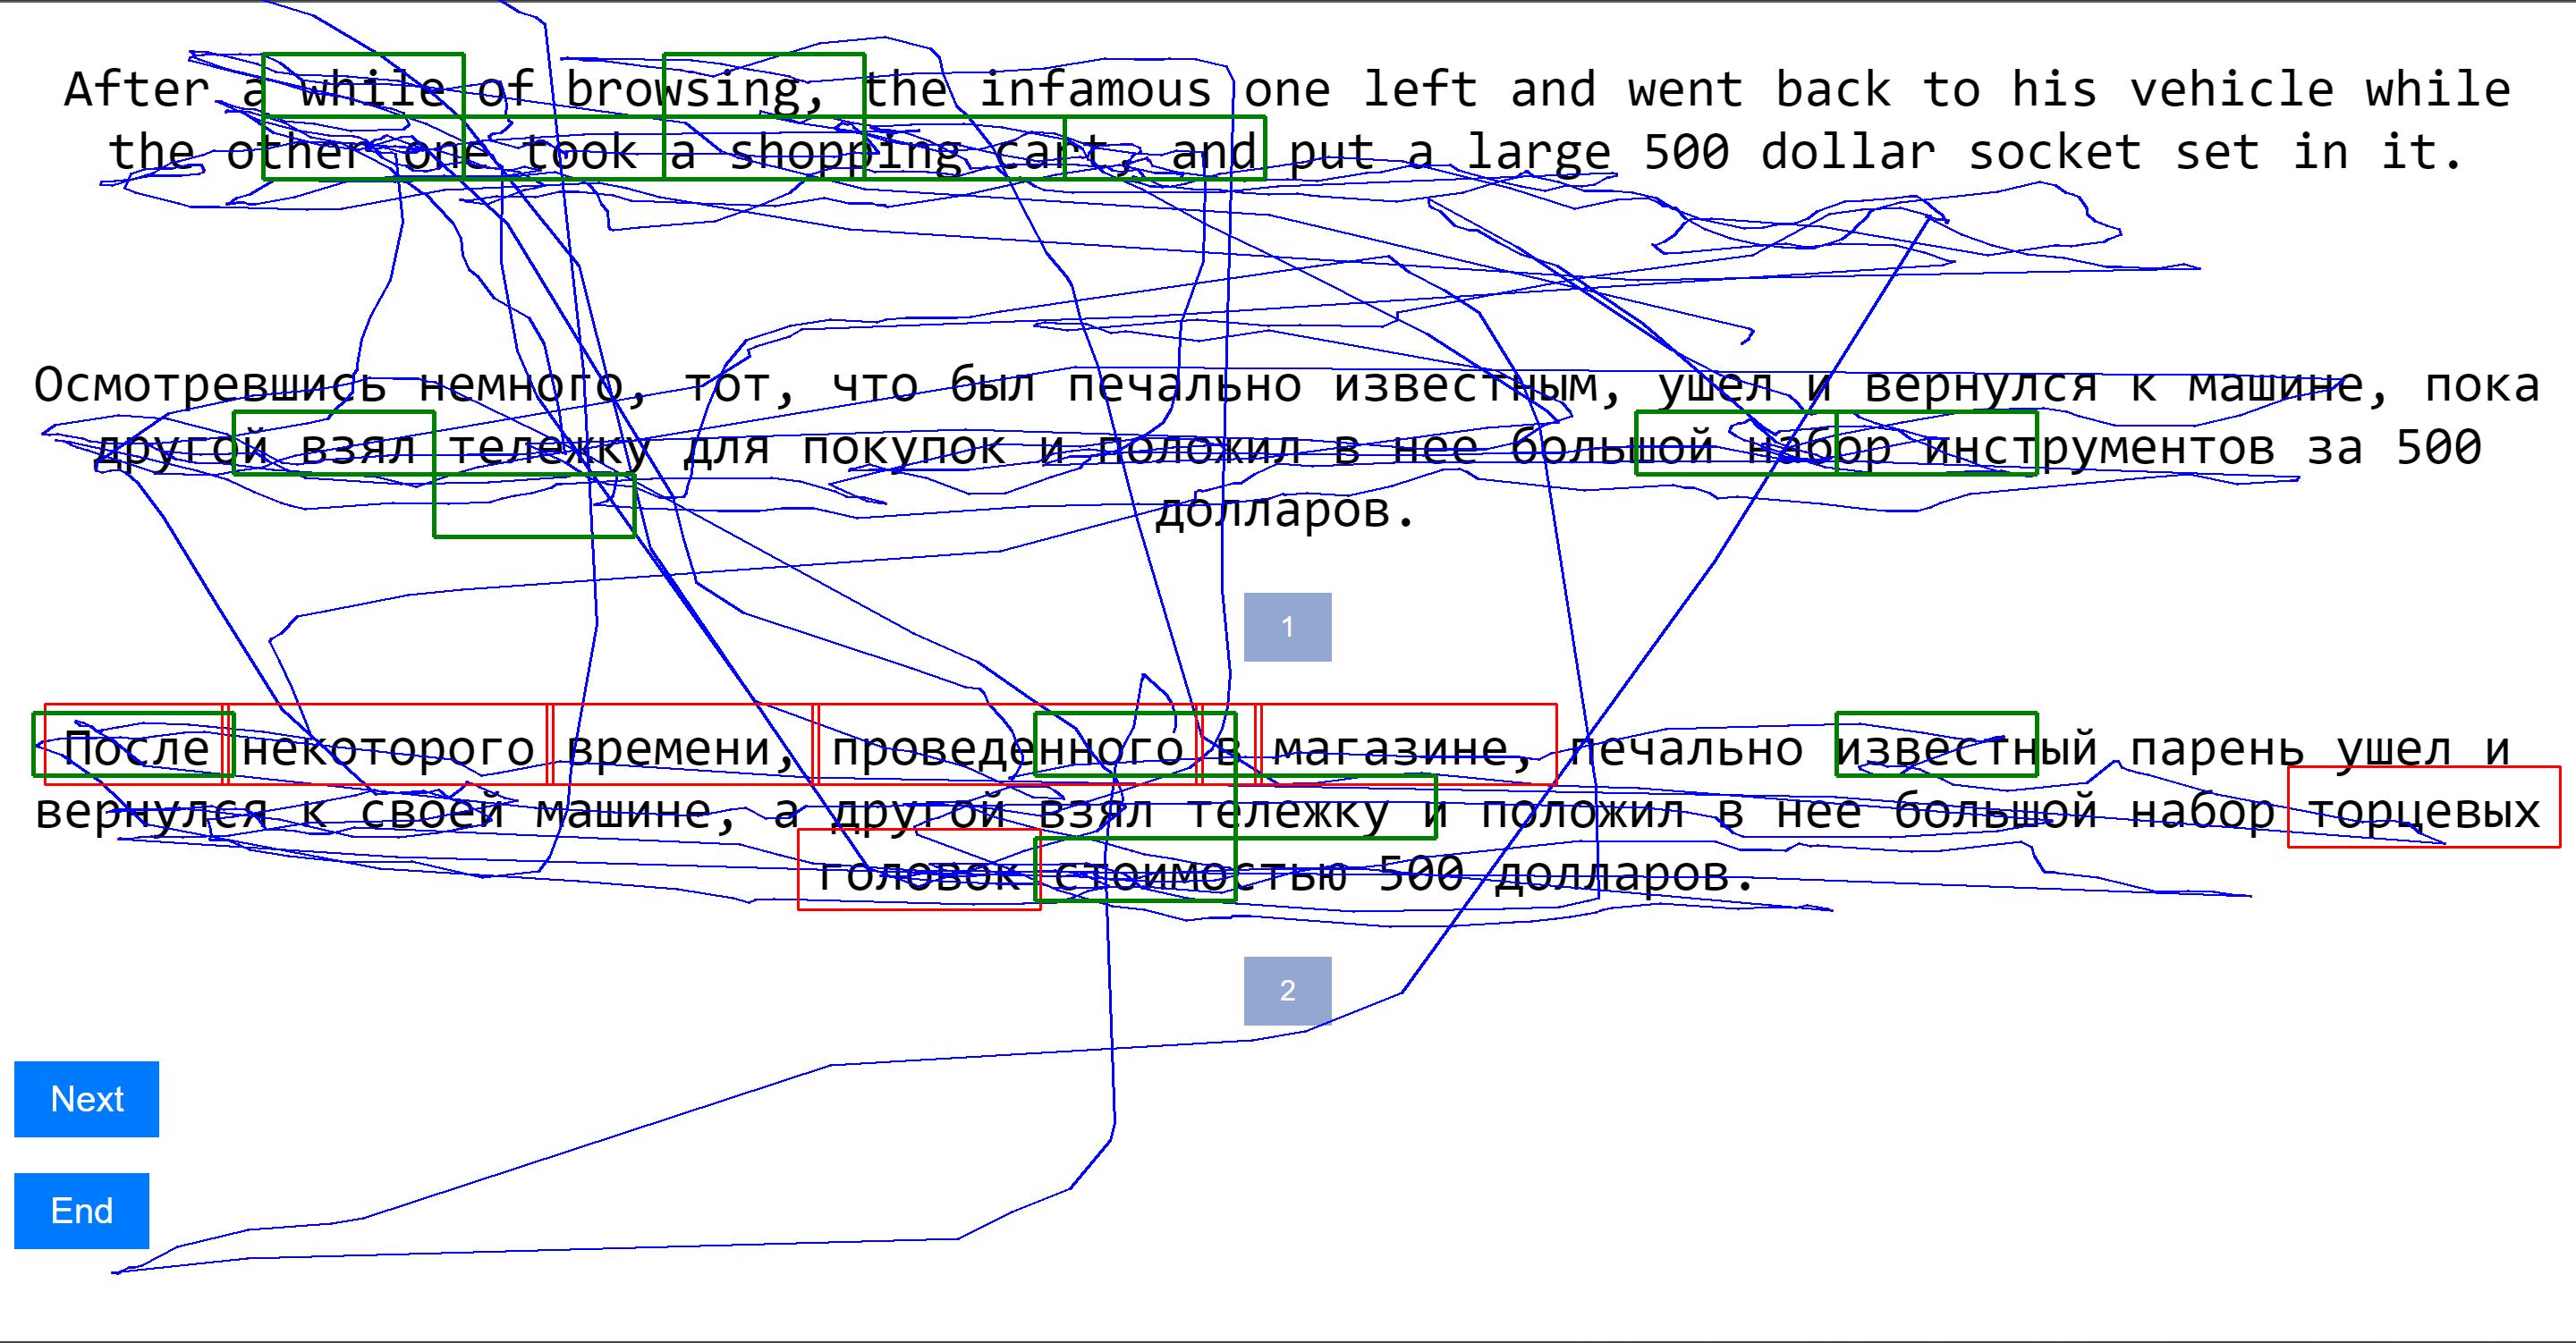 After a while of browsing, the infamous one left and went back to his vehicle while
the other one took a shopping cart, and put a large 500 dollar socket set in it.
Осмотревшись немного, тот, что был печально известным, ушел и вернулся к машине, пока
другой взял тележку для покупок и положил в нее большой набор инструментов за 500
долларов.
1
После некоторого времени, проведенного в магазине, печально известный парень ушел и
вернулся к своей машине, а другой взял тележку и положил в нее большой набор торцевых
головок стоимостью 500 долларов.
2
Next
End